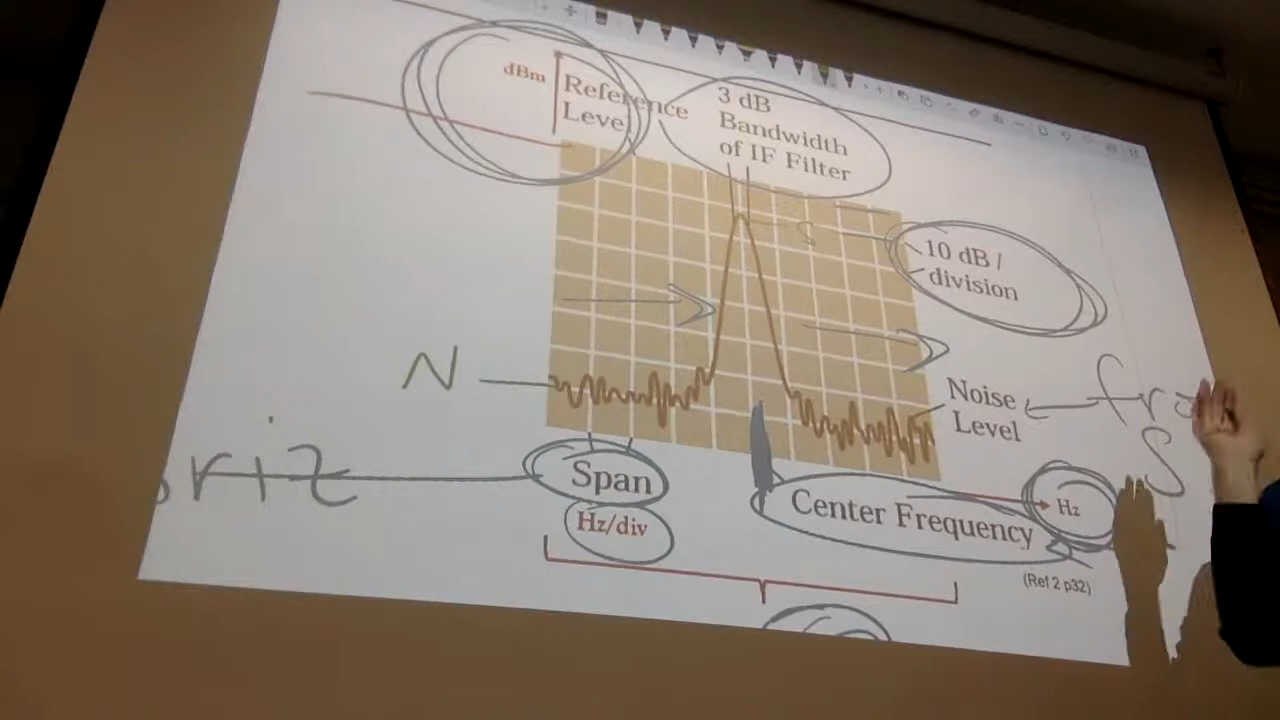 dBm
Reference
Level
3 dB
Bandwidth
of IF Filter
S
10 dB /
division
N
Noise
Level
S
riz
Span
Hz/div
Center Frequency
Hz
(Ref 2 p32)